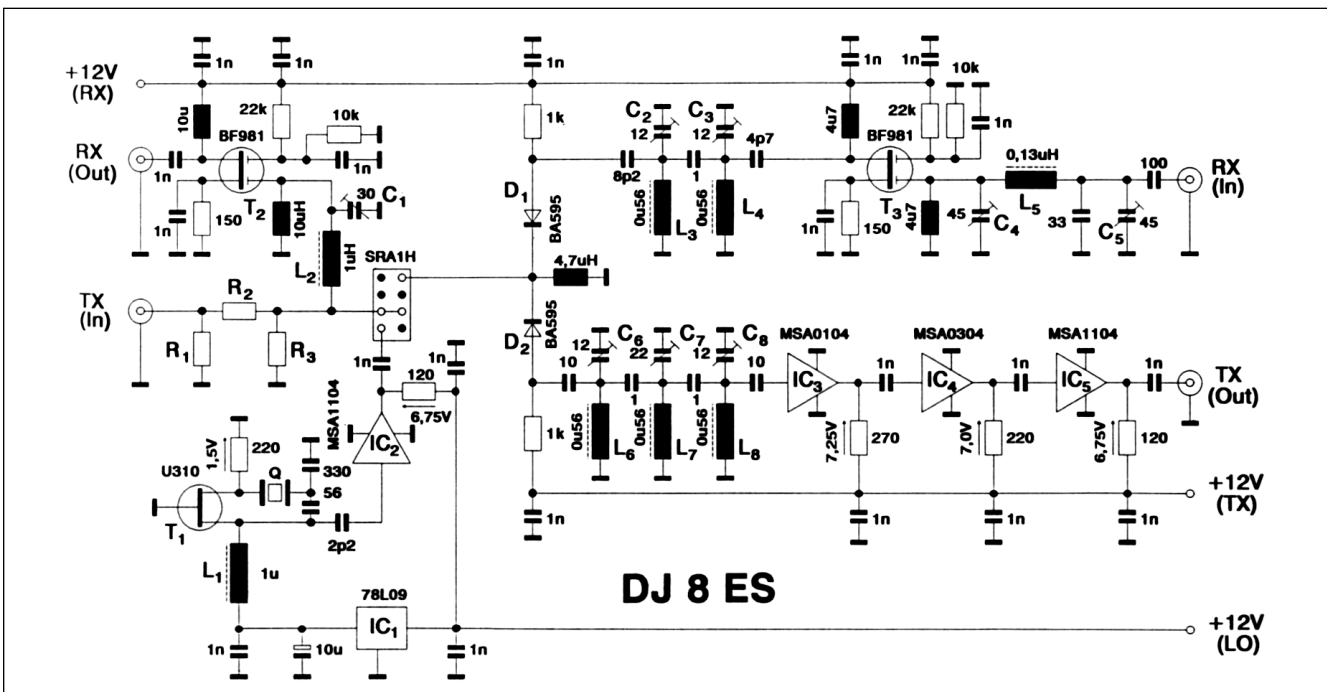 1n 1n 1n 1n 1n
+12V
(RX)
10k
10u
22k
10k
1k
C2 C3
12 12
4p7
4u7
22k
1n
BF981
BF981
0,13uH
RX
(Out)
1n
1n
8p2
1
100
RX
(In)
30 C1
D1
BA595
T2
T3
L5
1n
150
10uH
0u56
L3
0u56
L4
1n
150
4u7
45
C4
33
C5
45
L2
1uH
SRA1H
4,7uH
TX
(In)
R2
BA595
D2
R1
R3
C6 C7 C8
12 22 12
MSA0104 MSA0304 MSA1104
1n
1n
120
6,75V
10
1
1
10
IC3
1n
IC4
1n
IC5
1n
TX
(Out)
MSA1104
IC2
1k
0u56
L6
0u56
L7
0u56
L8
7,25V
270
7,0V
220
6,75V
120
1,5V
220
330
U310
Q
56
+12V
(TX)
T1
2p2
1n
1n
1n
1n
L1
1u
DJ 8 ES
78L09
IC1
+12V
(LO)
1n
10u
1n